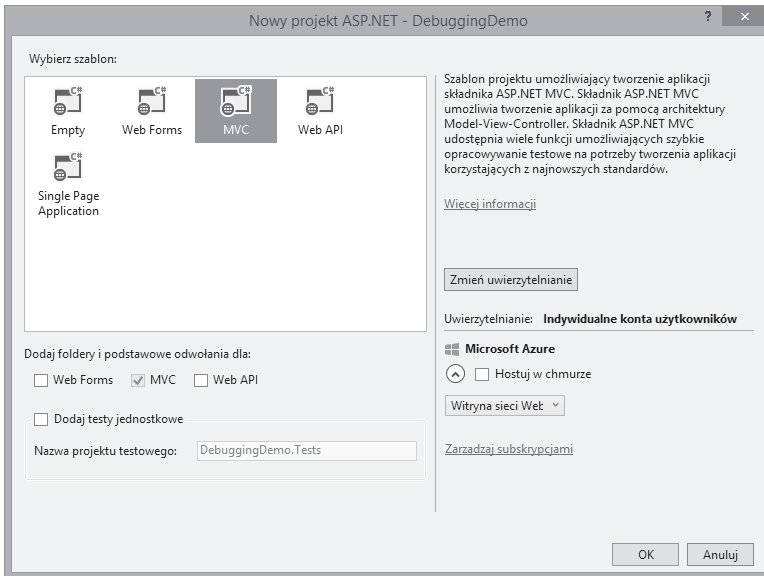 Nowy projekt ASP.NET - DebuggingDemo
? ×
Wybierz szablon:
C# C# C# C#
Empty Web Forms MVC Web API
C#
Single Page
Application
Szablon projektu umożliwiający tworzenie aplikacji
składnika ASP.NET MVC. Składnik ASP.NET MVC
umożliwia tworzenie aplikacji za pomocą architektury
Model-View-Controller. Składnik ASP.NET MVC
udostępnia wiele funkcji umożliwiających szybkie
opracowywanie testowe na potrzeby tworzenia aplikacji
korzystających z najnowszych standardów.
Więcej informacji
Zmień uwierzytelnianie
Uwierzytelnianie: Indywidualne konta użytkowników
Microsoft Azure
Hostuj w chmurze
Witryna sieci Web
Zarządzaj subskrypcjami
Dodaj foldery i podstawowe odwołania dla:
Web Forms MVC Web API
Dodaj testy jednostkowe
Nazwa projektu testowego: DebuggingDemo.Tests
OK Anuluj